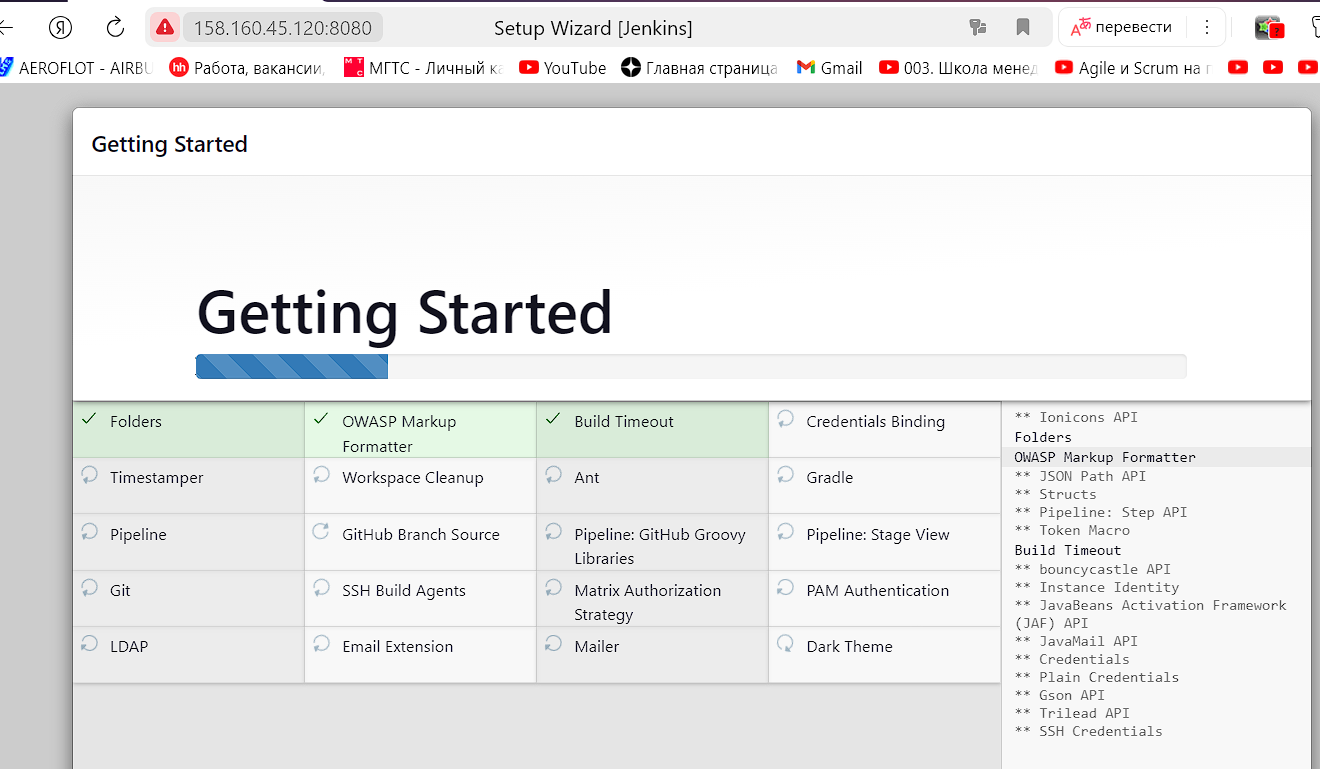 Я
158.160.45.120:8080
Setup Wizard [Jenkins]
перевести
AEROFLOT - AIRBU
hh Работа, вакансии,
МТС
МГТС - Личный ка
YouTube
Главная страница
Gmail
003. Школа менед
Agile и Scrum на п
Getting Started
Getting Started
Folders
OWASP Markup
Formatter
Build Timeout
Credentials Binding
Timestamper
Workspace Cleanup
Ant
Gradle
Pipeline
GitHub Branch Source
Pipeline: GitHub Groovy
Libraries
Pipeline: Stage View
Git
SSH Build Agents
Matrix Authorization
Strategy
PAM Authentication
LDAP
Email Extension
Mailer
Dark Theme
** Ionicons API
Folders
OWASP Markup Formatter
** JSON Path API
** Structs
** Pipeline: Step API
** Token Macro
Build Timeout
** bouncycastle API
** Instance Identity
** JavaBeans Activation Framework
(JAF) API
** JavaMail API
** Credentials
** Plain Credentials
** Gson API
** Trilead API
** SSH Credentials